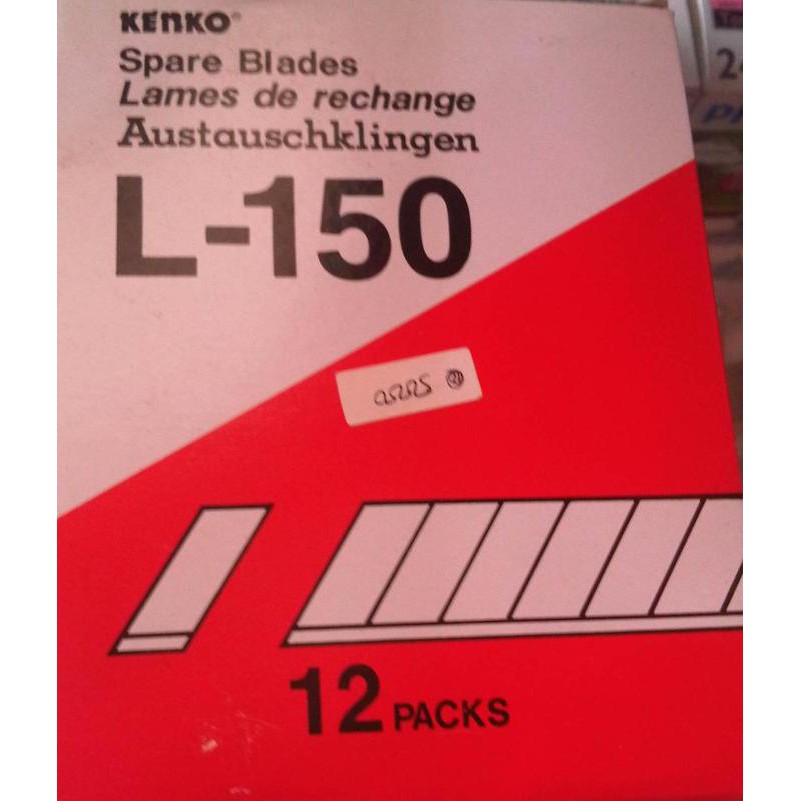 KENKO®
Spare Blades
Lames de rechange
Austauschklingen
L-150
12 PACKS